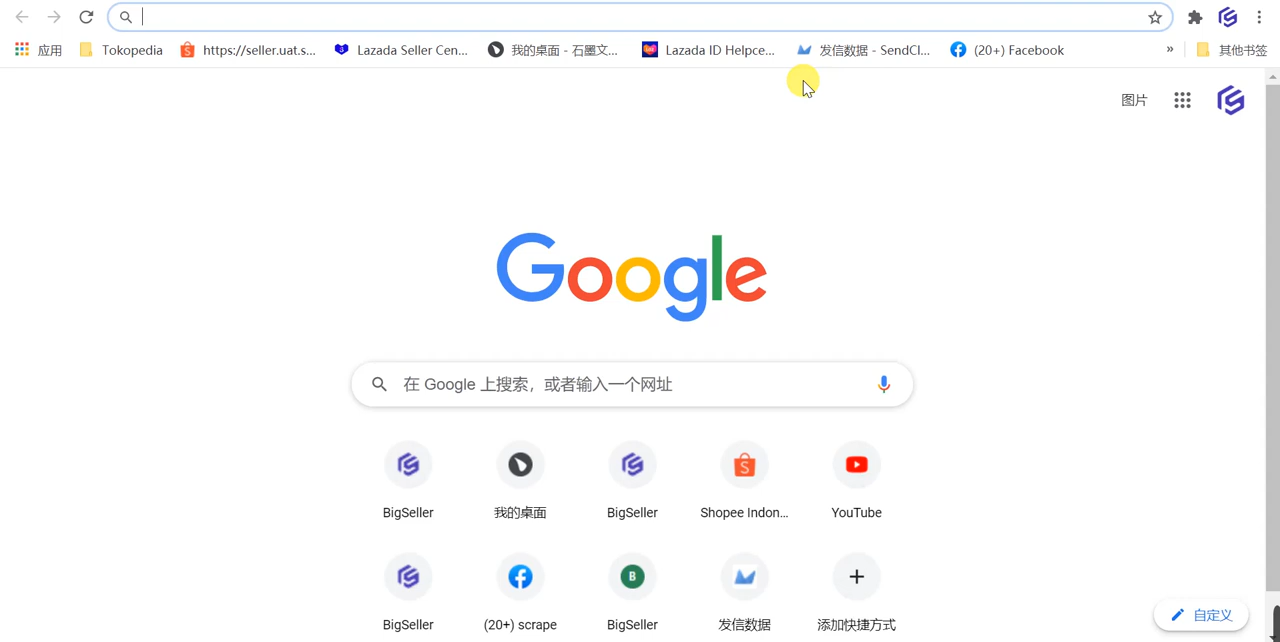 应用 Tokopedia https://seller.uat.s... Lazada Seller Cen... 我的桌面 - 石墨文... Lazada ID Helpce... 发信数据 - SendCl... (20+) Facebook » 其他书签
图片
Google
在 Google 上搜索，或者输入一个网址
BigSeller 我的桌面 BigSeller Shopee Indon... YouTube
B
BigSeller (20+) scrape BigSeller 发信数据 添加快捷方式
自定义